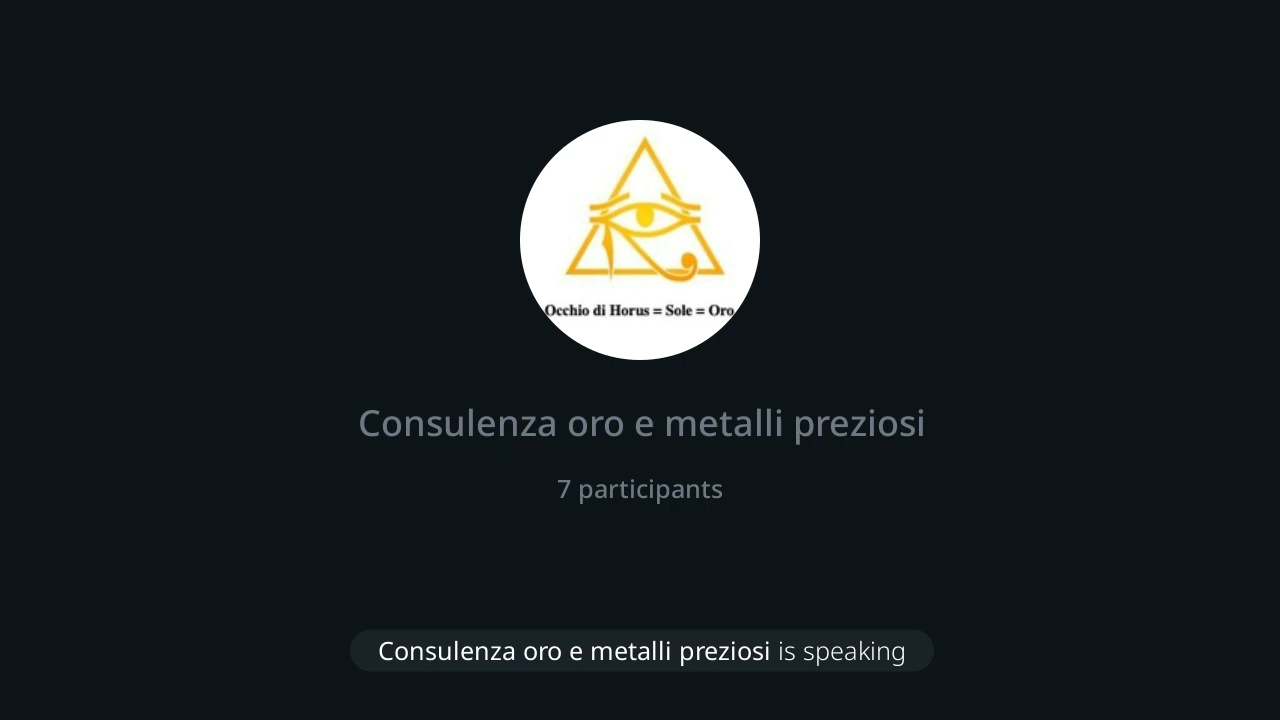 Occhio di Horus = Sole = Oro
Consulenza oro e metalli preziosi
7 participants
Consulenza oro e metalli preziosi is speaking